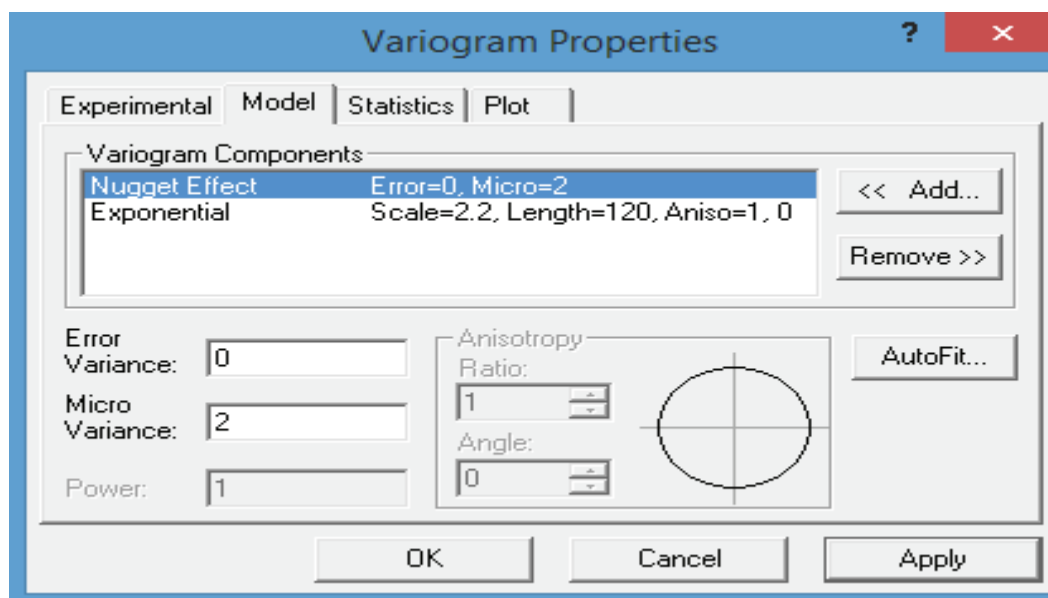 Variogram Properties
?
×
Experimental Model Statistics Plot
Variogram Components
Nugget Effect Error=0, Micro=2
Exponential Scale=2.2, Length=120, Aniso=1, 0
<< Add...
Remove >>
Error
Variance: 0
Micro
Variance: 2
Power: 1
Anisotropy
Ratio:
1
Angle:
0
AutoFit...
OK Cancel Apply